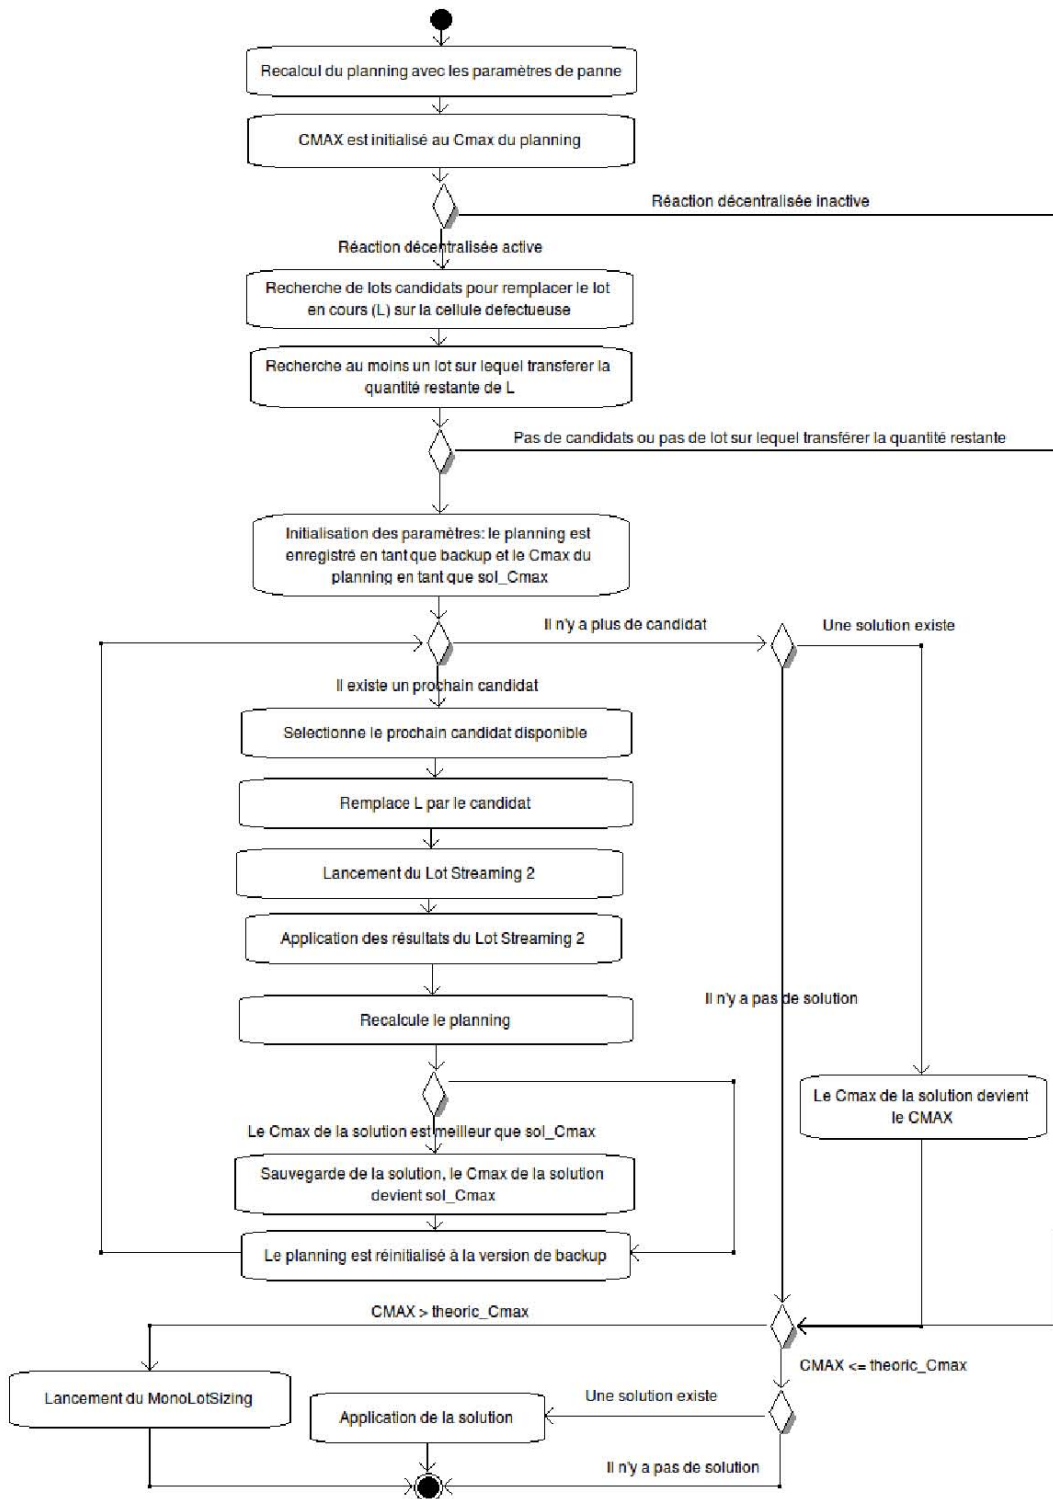 Recalcul du planning avec les paramètres de panne
CMAX est initialisé au Cmax du planning
Réaction décentralisée inactive
Réaction décentralisée active
Recherche de lots candidats pour remplacer le lot
en cours (L) sur la cellule defectueuse
Recherche au moins un lot sur lequel transferer la
quantité restante de L
Pas de candidats ou pas de lot sur lequel transférer la quantité restante
Initialisation des paramètres: le planning est
enregistré en tant que backup et le Cmax du
planning en tant que sol_Cmax
Il n'y a plus de candidat
Une solution existe
Il existe un prochain candidat
Selectionne le prochain candidat disponible
Remplace L par le candidat
Lancement du Lot Streaming 2
Application des résultats du Lot Streaming 2
Il n'y a pas de solution
Recalcule le planning
Le Cmax de la solution devient
le CMAX
Le Cmax de la solution est meilleur que sol_Cmax
Sauvegarde de la solution, le Cmax de la solution
devient sol_Cmax
Le planning est réinitialisé à la version de backup
CMAX > theoric_Cmax
CMAX <= theoric_Cmax
Lancement du MonoLotSizing
Une solution existe
Application de la solution
Il n'y a pas de solution